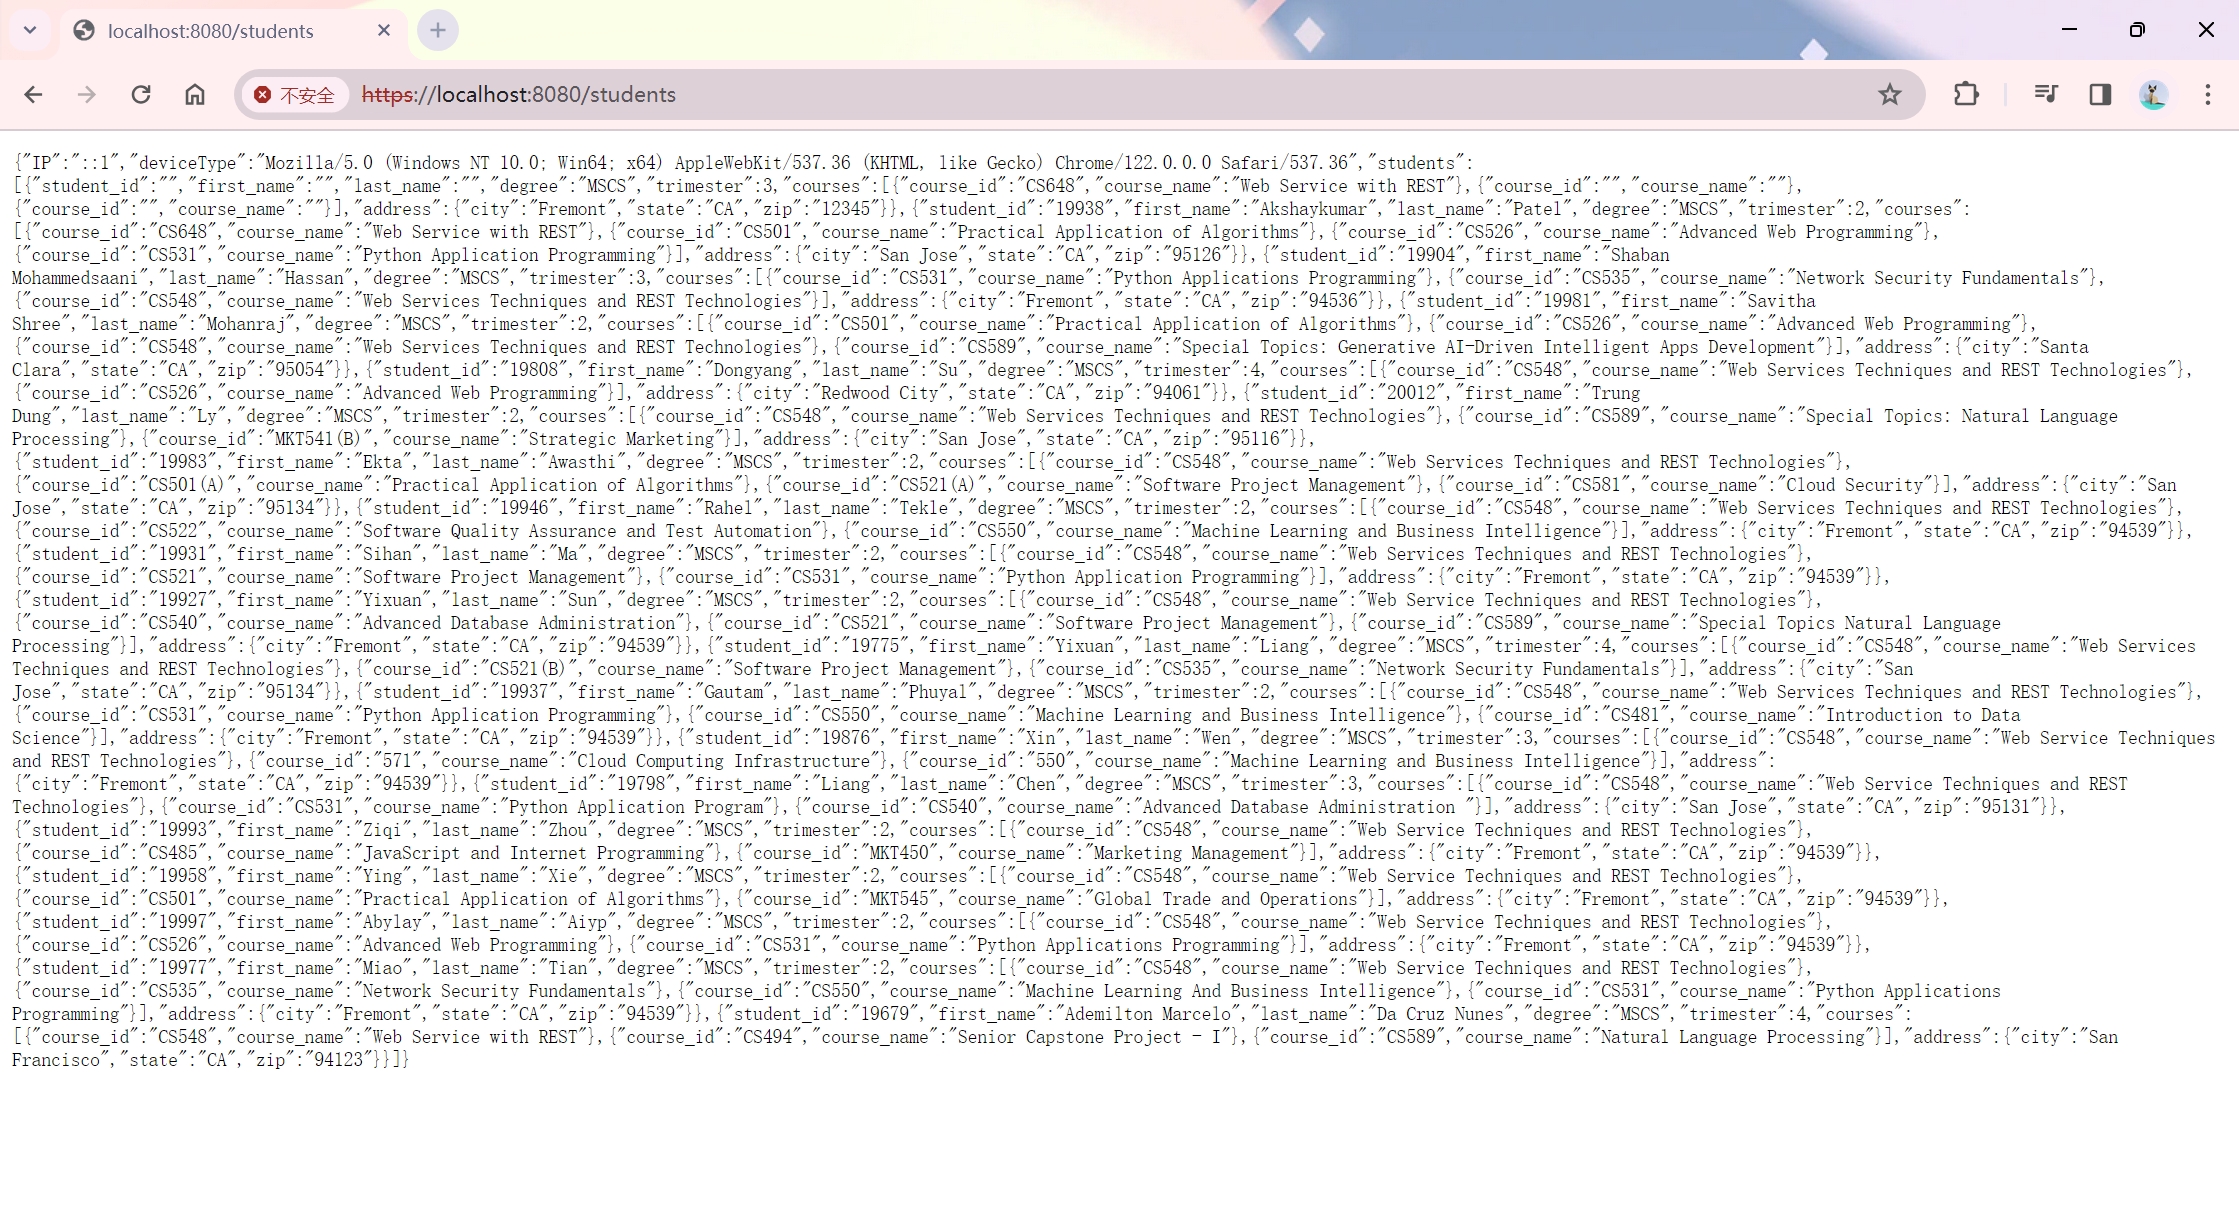 localhost:8080/students
不安全 https://localhost:8080/students
{"IP":"::1","deviceType":"Mozilla/5.0 (Windows NT 10.0; Win64; x64) AppleWebKit/537.36 (KHTML, like Gecko) Chrome/122.0.0.0 Safari/537.36","students":
[{"student_id":"","first_name":"","last_name":"","degree":"MSCS","trimester":3,"courses":[{"course_id":"CS648","course_name":"Web Service with REST"},{"course_id":"","course_name":""},
{"course_id":"","course_name":""}],"address":{"city":"Fremont","state":"CA","zip":"12345"}},{"student_id":"19938","first_name":"Akshaykumar","last_name":"Patel","degree":"MSCS","trimester":2,"courses":
[{"course_id":"CS648","course_name":"Web Service with REST"},{"course_id":"CS501","course_name":"Practical Application of Algorithms"},{"course_id":"CS526","course_name":"Advanced Web Programming"},
{"course_id":"CS531","course_name":"Python Application Programming"}],"address":{"city":"San Jose","state":"CA","zip":"95126"}},{"student_id":"19904","first_name":"Shaban
Mohammedsaani","last_name":"Hassan","degree":"MSCS","trimester":3,"courses":[{"course_id":"CS531","course_name":"Python Applications Programming"},{"course_id":"CS535","course_name":"Network Security Fundamentals"},
{"course_id":"CS548","course_name":"Web Services Techniques and REST Technologies"}],"address":{"city":"Fremont","state":"CA","zip":"94536"}},{"student_id":"19981","first_name":"Savitha
Shree","last_name":"Mohanraj","degree":"MSCS","trimester":2,"courses":[{"course_id":"CS501","course_name":"Practical Application of Algorithms"},{"course_id":"CS526","course_name":"Advanced Web Programming"},
{"course_id":"CS548","course_name":"Web Services Techniques and REST Technologies"},{"course_id":"CS589","course_name":"Special Topics: Generative AI-Driven Intelligent Apps Development"}],"address":{"city":"Santa
Clara","state":"CA","zip":"95054"}},{"student_id":"19808","first_name":"Dongyang","last_name":"Su","degree":"MSCS","trimester":4,"courses":[{"course_id":"CS548","course_name":"Web Services Techniques and REST Technologies"},
{"course_id":"CS526","course_name":"Advanced Web Programming"}],"address":{"city":"Redwood City","state":"CA","zip":"94061"}},{"student_id":"20012","first_name":"Trung
Dung","last_name":"Ly","degree":"MSCS","trimester":2,"courses":[{"course_id":"CS548","course_name":"Web Services Techniques and REST Technologies"},{"course_id":"CS589","course_name":"Special Topics: Natural Language
Processing"},{"course_id":"MKT541(B)","course_name":"Strategic Marketing"}],"address":{"city":"San Jose","state":"CA","zip":"95116"}},
{"student_id":"19983","first_name":"Ekta","last_name":"Awasthi","degree":"MSCS","trimester":2,"courses":[{"course_id":"CS548","course_name":"Web Services Techniques and REST Technologies"},
{"course_id":"CS501(A)","course_name":"Practical Application of Algorithms"},{"course_id":"CS521(A)","course_name":"Software Project Management"},{"course_id":"CS581","course_name":"Cloud Security"}],"address":{"city":"San
Jose","state":"CA","zip":"95134"}},{"student_id":"19946","first_name":"Rahel","last_name":"Tekle","degree":"MSCS","trimester":2,"courses":[{"course_id":"CS548","course_name":"Web Services Techniques and REST Technologies"},
{"course_id":"CS522","course_name":"Software Quality Assurance and Test Automation"},{"course_id":"CS550","course_name":"Machine Learning and Business Intelligence"}],"address":{"city":"Fremont","state":"CA","zip":"94539"}},
{"student_id":"19931","first_name":"Sihan","last_name":"Ma","degree":"MSCS","trimester":2,"courses":[{"course_id":"CS548","course_name":"Web Services Techniques and REST Technologies"},
{"course_id":"CS521","course_name":"Software Project Management"},{"course_id":"CS531","course_name":"Python Application Programming"}],"address":{"city":"Fremont","state":"CA","zip":"94539"}},
{"student_id":"19927","first_name":"Yixuan","last_name":"Sun","degree":"MSCS","trimester":2,"courses":[{"course_id":"CS548","course_name":"Web Service Techniques and REST Technologies"},
{"course_id":"CS540","course_name":"Advanced Database Administration"},{"course_id":"CS521","course_name":"Software Project Management"},{"course_id":"CS589","course_name":"Special Topics Natural Language
Processing"}],"address":{"city":"Fremont","state":"CA","zip":"94539"}},{"student_id":"19775","first_name":"Yixuan","last_name":"Liang","degree":"MSCS","trimester":4,"courses":[{"course_id":"CS548","course_name":"Web Services
Techniques and REST Technologies"},{"course_id":"CS521(B)","course_name":"Software Project Management"},{"course_id":"CS535","course_name":"Network Security Fundamentals"}],"address":{"city":"San
Jose","state":"CA","zip":"95134"}},{"student_id":"19937","first_name":"Gautam","last_name":"Phuyal","degree":"MSCS","trimester":2,"courses":[{"course_id":"CS548","course_name":"Web Services Techniques and REST Technologies"},
{"course_id":"CS531","course_name":"Python Application Programming"},{"course_id":"CS550","course_name":"Machine Learning and Business Intelligence"},{"course_id":"CS481","course_name":"Introduction to Data
Science"}],"address":{"city":"Fremont","state":"CA","zip":"94539"}},{"student_id":"19876","first_name":"Xin","last_name":"Wen","degree":"MSCS","trimester":3,"courses":[{"course_id":"CS548","course_name":"Web Service Techniques
and REST Technologies"},{"course_id":"571","course_name":"Cloud Computing Infrastructure"},{"course_id":"550","course_name":"Machine Learning and Business Intelligence"}],"address":
{"city":"Fremont","state":"CA","zip":"94539"}},{"student_id":"19798","first_name":"Liang","last_name":"Chen","degree":"MSCS","trimester":3,"courses":[{"course_id":"CS548","course_name":"Web Service Techniques and REST
Technologies"},{"course_id":"CS531","course_name":"Python Application Program"},{"course_id":"CS540","course_name":"Advanced Database Administration "}],"address":{"city":"San Jose","state":"CA","zip":"95131"}},
{"student_id":"19993","first_name":"Ziqi","last_name":"Zhou","degree":"MSCS","trimester":2,"courses":[{"course_id":"CS548","course_name":"Web Service Techniques and REST Technologies"},
{"course_id":"CS485","course_name":"JavaScript and Internet Programming"},{"course_id":"MKT450","course_name":"Marketing Management"}],"address":{"city":"Fremont","state":"CA","zip":"94539"}},
{"student_id":"19958","first_name":"Ying","last_name":"Xie","degree":"MSCS","trimester":2,"courses":[{"course_id":"CS548","course_name":"Web Service Techniques and REST Technologies"},
{"course_id":"CS501","course_name":"Practical Application of Algorithms"},{"course_id":"MKT545","course_name":"Global Trade and Operations"}],"address":{"city":"Fremont","state":"CA","zip":"94539"}},
{"student_id":"19997","first_name":"Abylay","last_name":"Aiyp","degree":"MSCS","trimester":2,"courses":[{"course_id":"CS548","course_name":"Web Service Techniques and REST Technologies"},
{"course_id":"CS526","course_name":"Advanced Web Programming"},{"course_id":"CS531","course_name":"Python Applications Programming"}],"address":{"city":"Fremont","state":"CA","zip":"94539"}},
{"student_id":"19977","first_name":"Miao","last_name":"Tian","degree":"MSCS","trimester":2,"courses":[{"course_id":"CS548","course_name":"Web Service Techniques and REST Technologies"},
{"course_id":"CS535","course_name":"Network Security Fundamentals"},{"course_id":"CS550","course_name":"Machine Learning And Business Intelligence"},{"course_id":"CS531","course_name":"Python Applications
Programming"}],"address":{"city":"Fremont","state":"CA","zip":"94539"}},{"student_id":"19679","first_name":"Ademilton Marcelo","last_name":"Da Cruz Nunes","degree":"MSCS","trimester":4,"courses":
[{"course_id":"CS548","course_name":"Web Service with REST"},{"course_id":"CS494","course_name":"Senior Capstone Project - I"},{"course_id":"CS589","course_name":"Natural Language Processing"}],"address":{"city":"San
Francisco","state":"CA","zip":"94123"}}]}